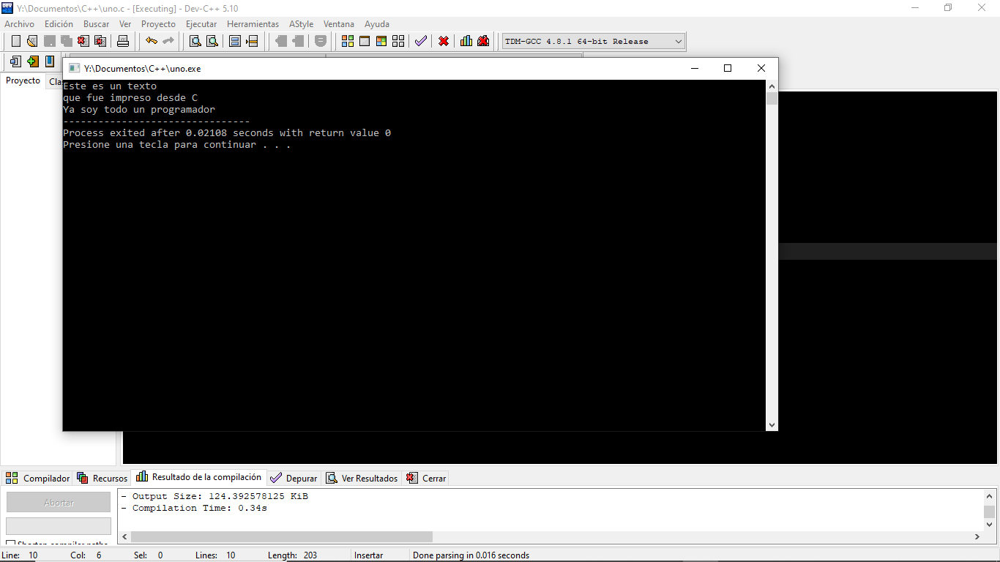 Y:\Documentos\C++\uno.c - [Executing] - Dev-C++ 5.10
Archivo Edición Buscar Ver Proyecto Ejecutar Herramientas AStyle Ventana Ayuda
TDM-GCC 4.8.1 64-bit Release
Proyecto Cla
Y:\Documentos\C++\uno.exe
Este es un texto
que fue impreso desde C
Ya soy todo un programador
--------------------------------
Process exited after 0.02108 seconds with return value 0
Presione una tecla para continuar . . .
Compilador Recursos Resultado de la compilación Depurar Ver Resultados Cerrar
Abortar
- Output Size: 124.392578125 KiB
- Compilation Time: 0.34s
Shorten compiler paths
Line: 10 Col: 6 Sel: 0 Lines: 10 Length: 203 Insertar Done parsing in 0.016 seconds